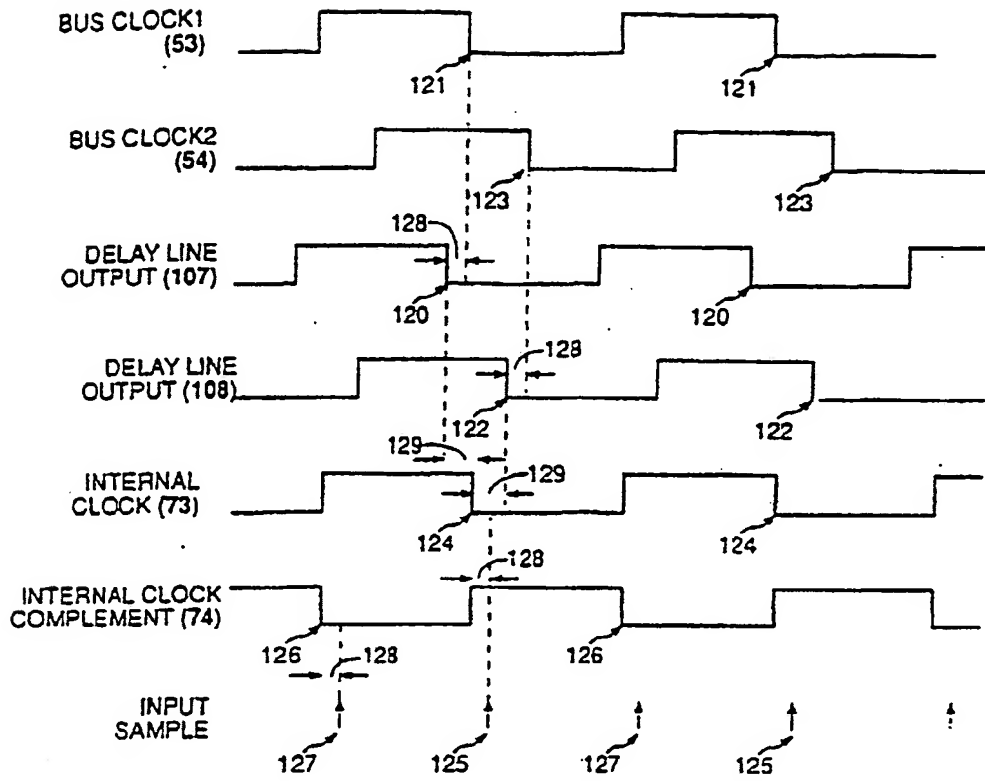 BUS CLOCK1
(53)
121
121
BUS CLOCK2
(54)
123
123
128
DELAY LINE
OUTPUT (107)
120
120
128
DELAY LINE
OUTPUT (108)
122
122
129
129
INTERNAL
CLOCK (73)
124
124
128
INTERNAL CLOCK
COMPLEMENT (74)
126
128
126
INPUT
SAMPLE
127
125
127
125